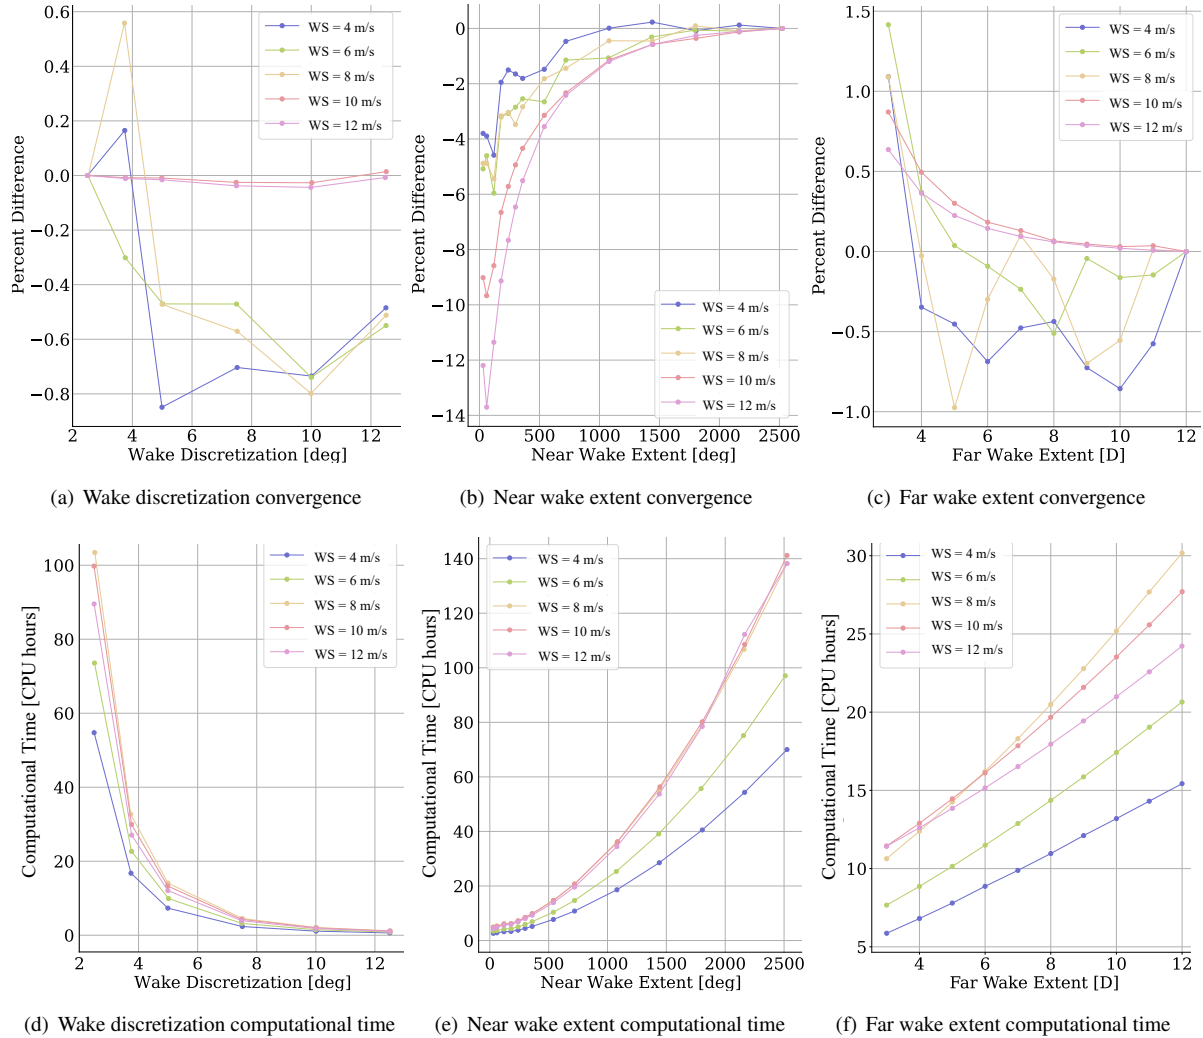 0.6
0.4
0.2
0.0
−0.2
−0.4
−0.6
−0.8
Percent Difference
2
4
6
8
10
12
Wake Discretization [deg]
WS = 4 m/s
WS = 6 m/s
WS = 8 m/s
WS = 10 m/s
WS = 12 m/s
(a) Wake discretization convergence
0
−2
−4
−6
−8
−10
−12
−14
Percent Difference
0
500
1000
1500
2000
2500
Near Wake Extent [deg]
WS = 4 m/s
WS = 6 m/s
WS = 8 m/s
WS = 10 m/s
WS = 12 m/s
(b) Near wake extent convergence
1.5
1.0
0.5
0.0
−0.5
−1.0
Percent Difference
4
6
8
10
12
Far Wake Extent [D]
WS = 4 m/s
WS = 6 m/s
WS = 8 m/s
WS = 10 m/s
WS = 12 m/s
(c) Far wake extent convergence
100
80
60
40
20
0
Computational Time [CPU hours]
2
4
6
8
10
12
Wake Discretization [deg]
WS = 4 m/s
WS = 6 m/s
WS = 8 m/s
WS = 10 m/s
WS = 12 m/s
(d) Wake discretization computational time
140
120
100
80
60
40
20
0
Computational Time [CPU hours]
0
500
1000
1500
2000
2500
Near Wake Extent [deg]
WS = 4 m/s
WS = 6 m/s
WS = 8 m/s
WS = 10 m/s
WS = 12 m/s
(e) Near wake extent computational time
30
25
20
15
10
5
Computational Time [CPU hours]
4
6
8
10
12
Far Wake Extent [D]
WS = 4 m/s
WS = 6 m/s
WS = 8 m/s
WS = 10 m/s
WS = 12 m/s
(f) Far wake extent computational time